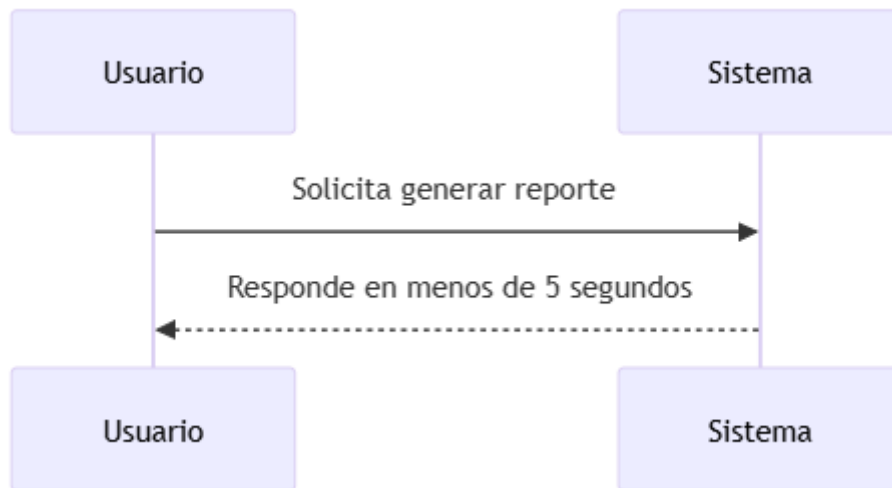 Usuario
Sistema
Solicita generar reporte
Responde en menos de 5 segundos
Usuario
Sistema